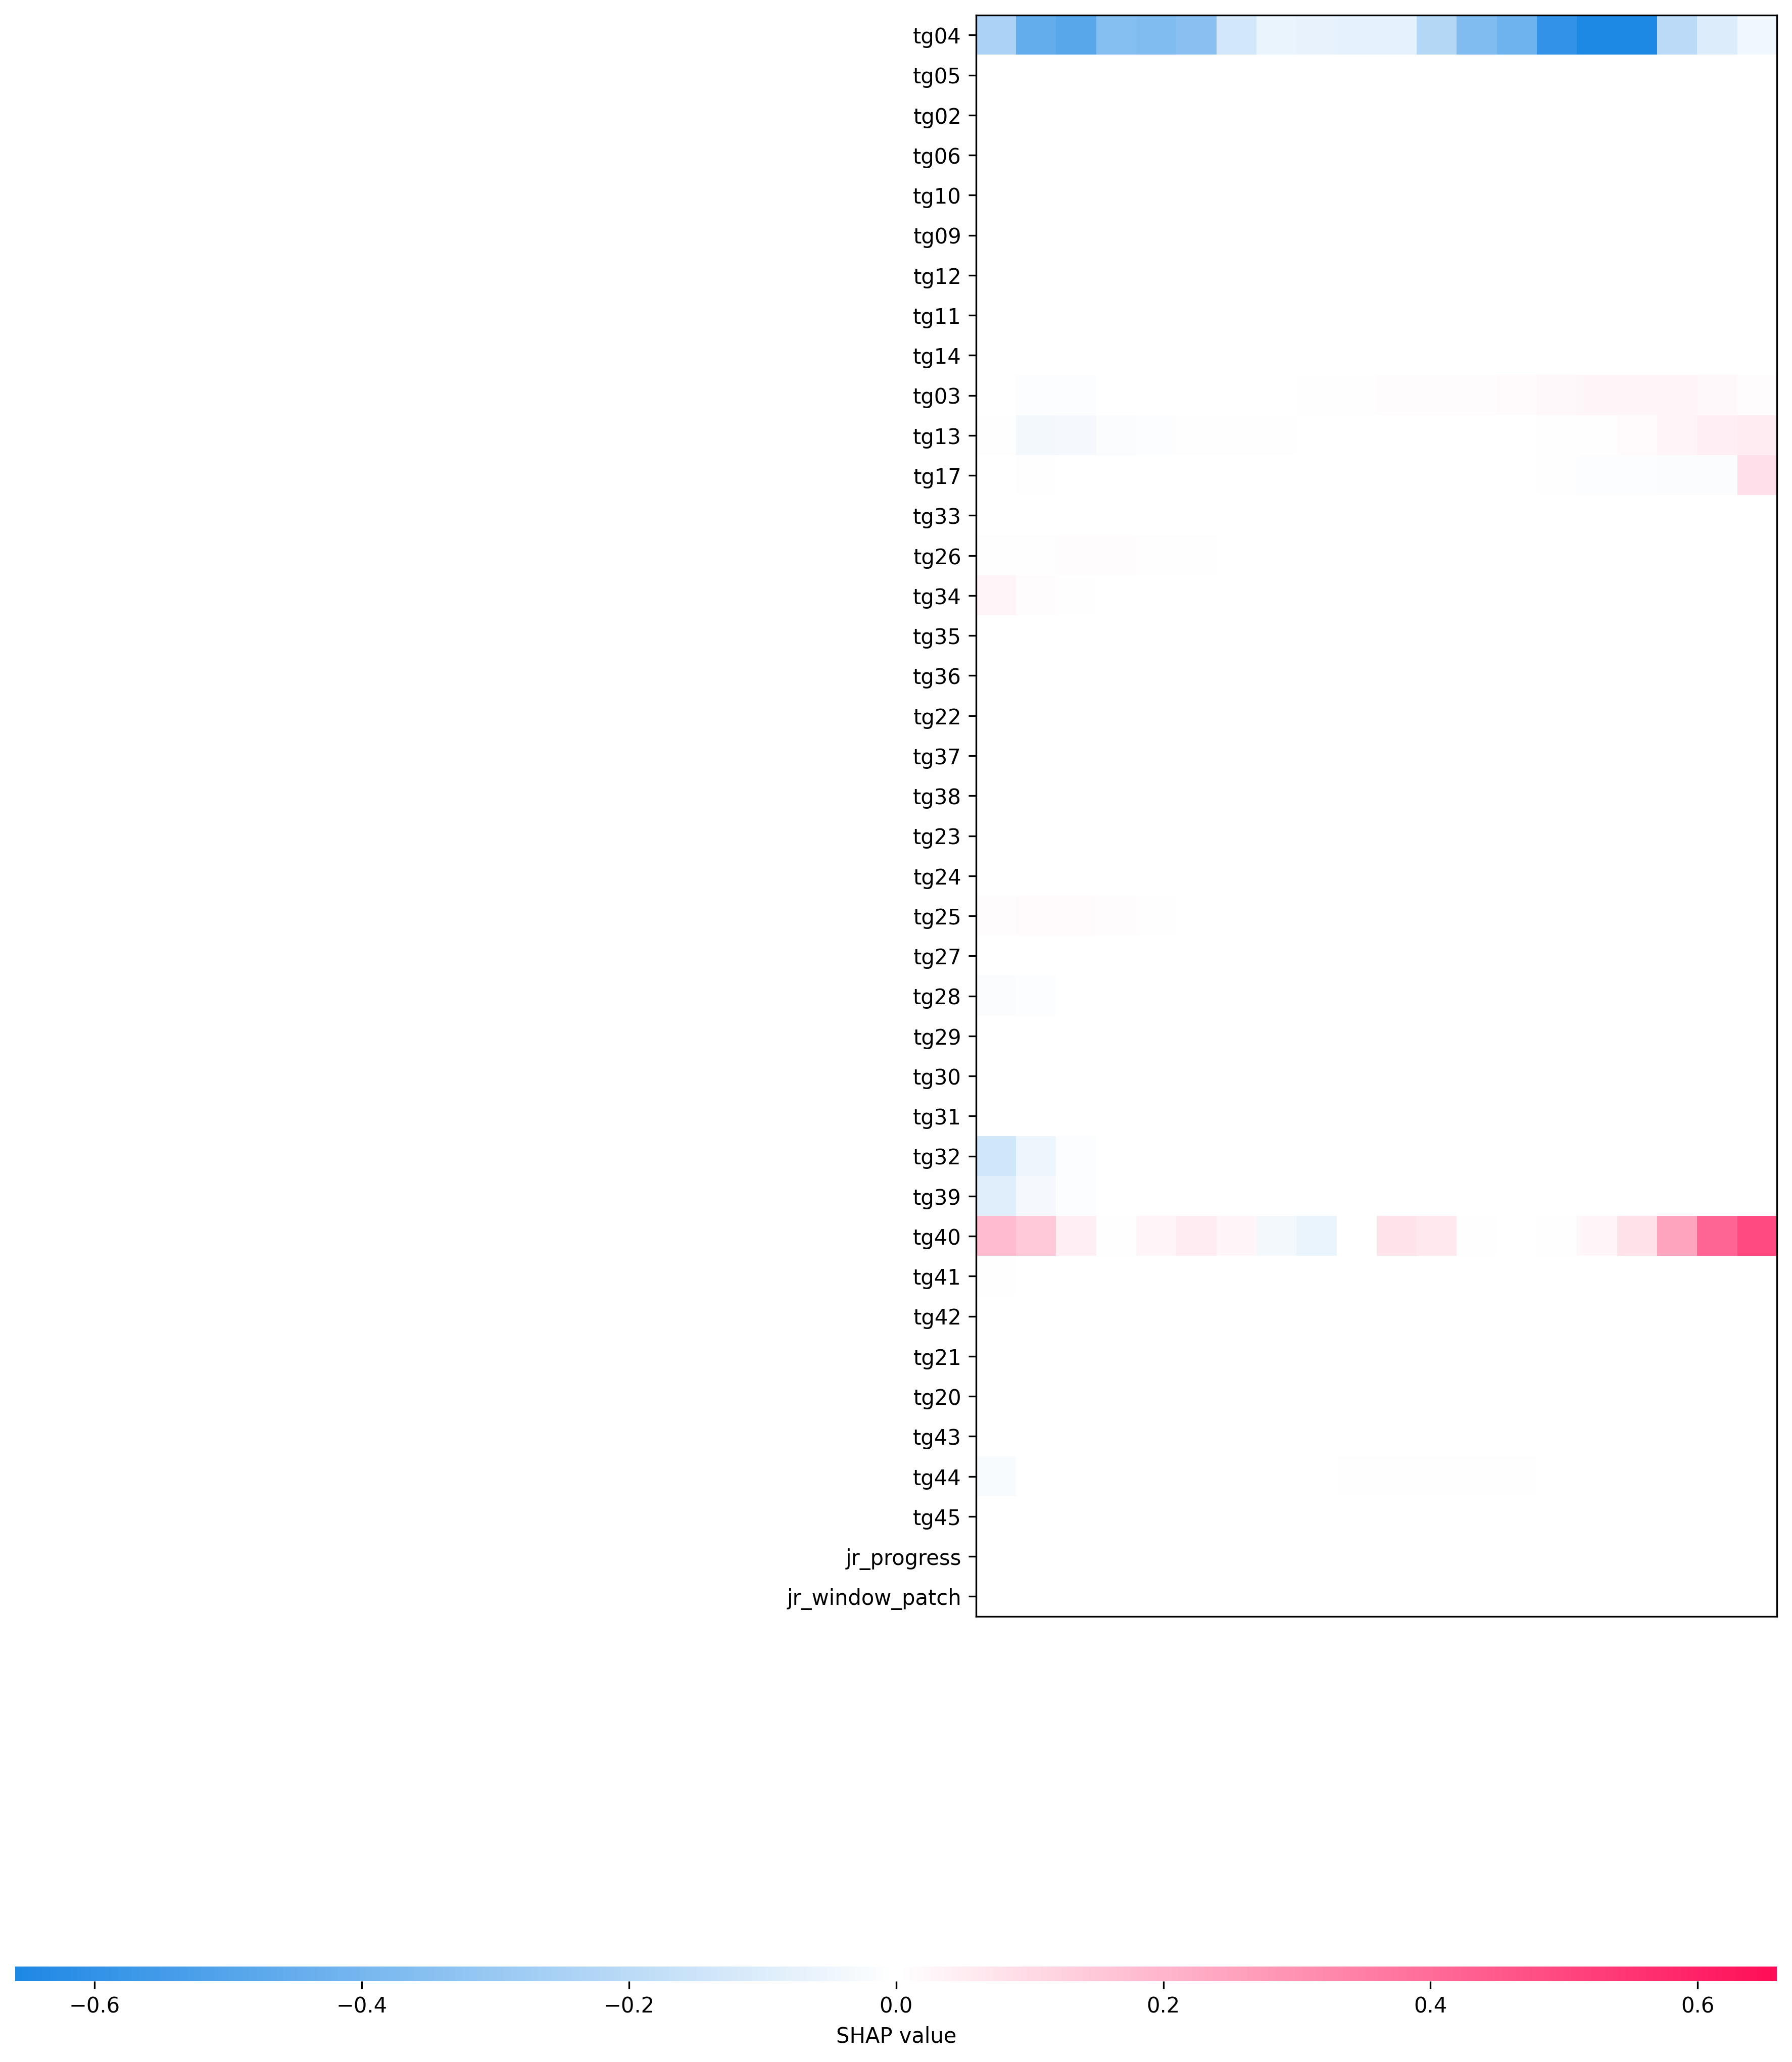 tg04
tg05
tg02
tg06
tg10
tg09
tg12
tg11
tg14
tg03
tg13
tg17
tg33
tg26
tg34
tg35
tg36
tg22
tg37
tg38
tg23
tg24
tg25
tg27
tg28
tg29
tg30
tg31
tg32
tg39
tg40
tg41
tg42
tg21
tg20
tg43
tg44
tg45
jr_progress
jr_window_patch
−0.6 −0.4 −0.2 0.0 0.2 0.4 0.6
SHAP value